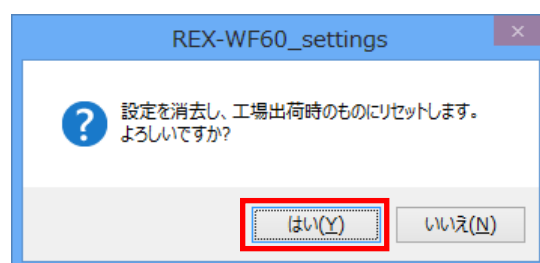 REX-WF60_settings
設定を消去し、工場出荷時のものにリセットします。
よろしいですか?
はい(Y)
いいえ(N)